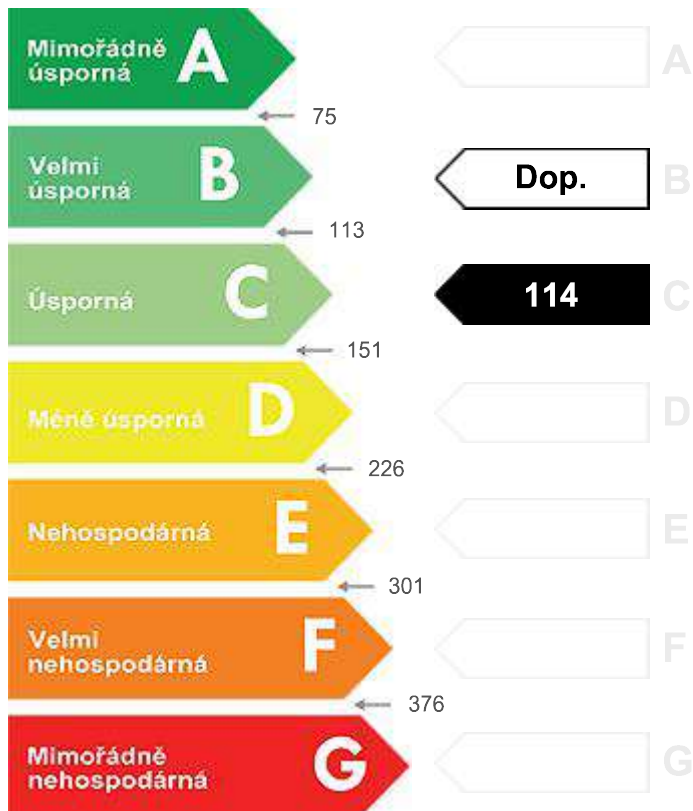 Mimořádně
úsporná
A
A
75
Velmi
úsporná
B
Dop.
B
113
Úsporná
C
114
C
151
Méně úsporná
D
D
226
Nehospodárná
E
E
301
Velmi
nehospodárná
F
F
376
Mimořádně
nehospodárná
G
G